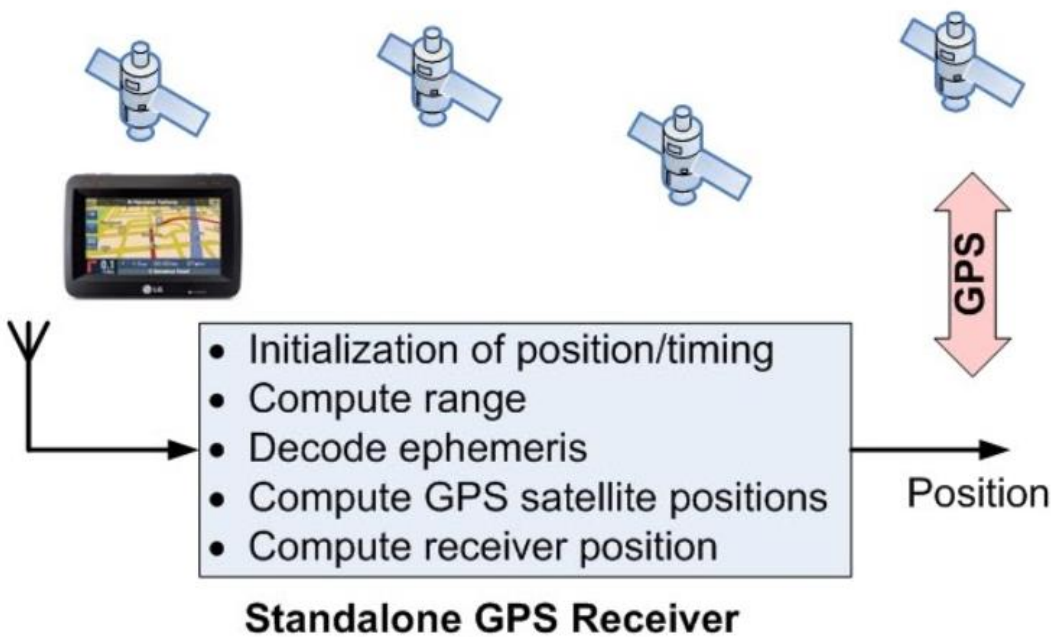 LG
GPS
• Initialization of position/timing
• Compute range
• Decode ephemeris
• Compute GPS satellite positions
• Compute receiver position
Position
Standalone GPS Receiver